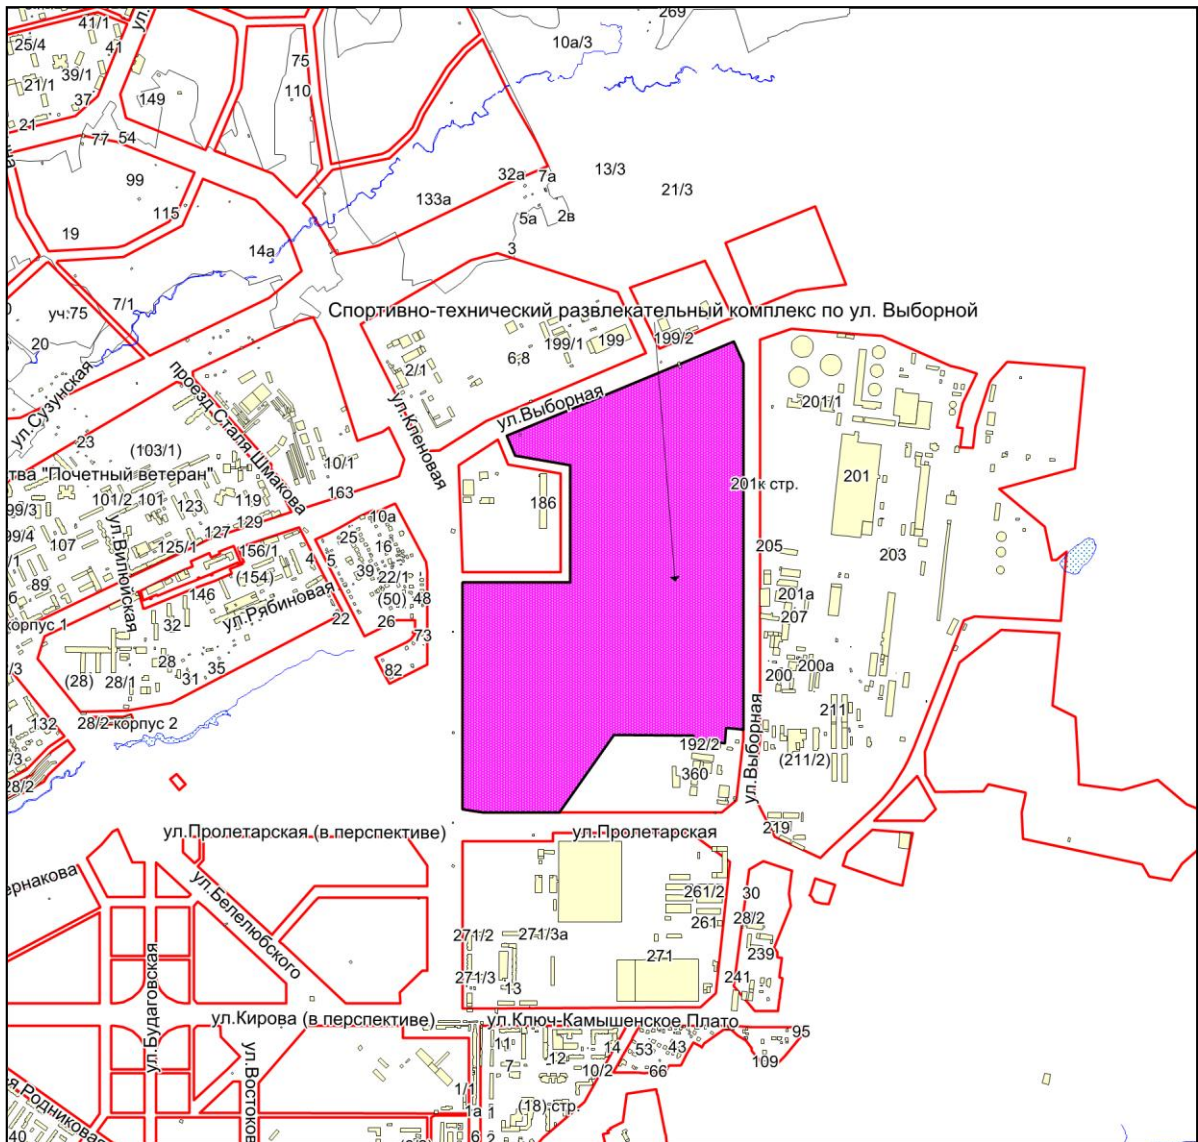 269
41/1
ул.
25/4
41
10а/3
39/1
75
21/1
37
149
110
21
77
54
13/3
32а
7а
99
21/3
133а
115
5а
2в
19
14а
3
7/1
уч:75
Спортивно-технический развлекательный комплекс по ул. Выборной
20
199/1
199
199/2
6,8
2/1
проезд Сталя Шмакова
ул.Сузунская
ул.Выборная
ул.Кленовая
201/1
23
(103/1)
10/1
тва "Почетный ветеран"
163
201
201к стр.
101/2
101
123
119
186
99/3
10а
129
127
99/4
107
125/1
156/1
25
16
205
203
ул.Вилюйская
4
5
39
22/1
89
(154)
(50)
48
201а
146
ул.Рябиновая
207
корпус 1
32
22
26
73
28
35
82
200а
200
(28)
28/1
31
211
132
28/2 корпус 2
192/2
(211/2)
360
ул.Выборная
28/2
219
ул.Пролетарская (в перспективе)
ул.Пролетарская
ернакова
ул.Белелюбского
261/2
30
261
28/2
271/2
271/3а
239
271
ул.Будаговская
271/3
13
241
ул.Кирова (в перспективе)
ул.Ключ-Камышенское Плато
95
11
14
53
43
12
109
7
10/2
66
ул.Востоков
1/1
я Родниковая
1а
1
(18) стр.
40
6
2